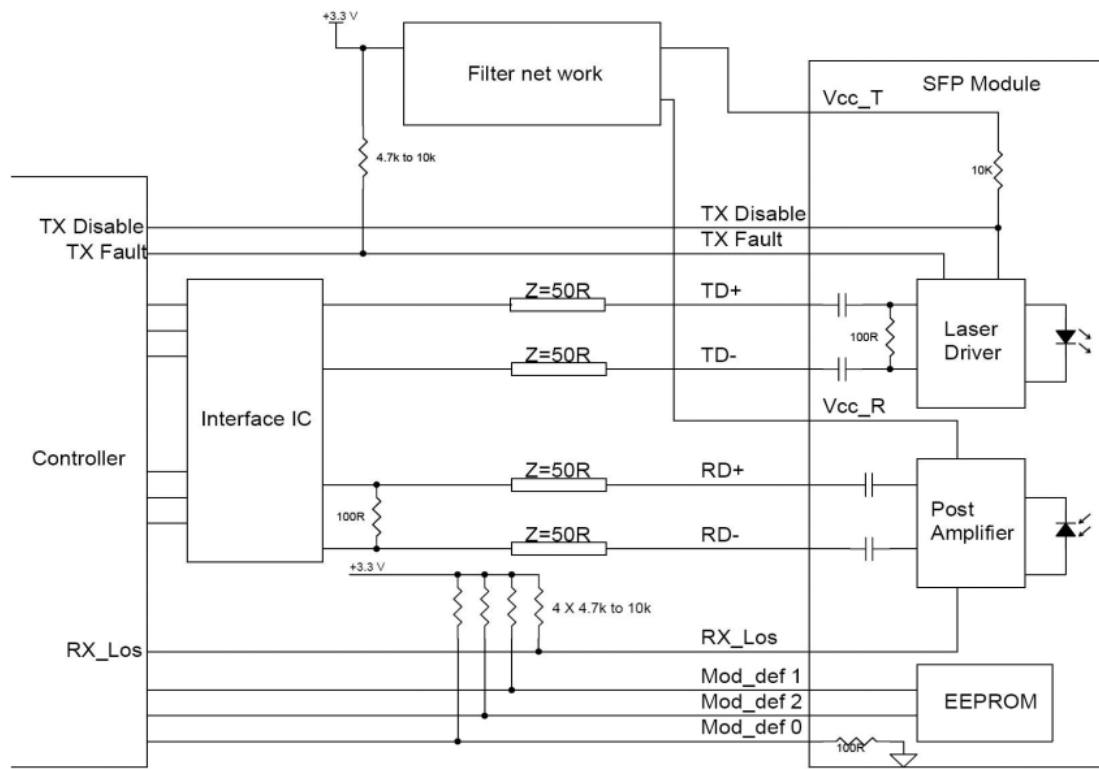 +3.3 V
Filter net work
SFP Module
Vcc_T
4.7k to 10k
10K
TX Disable
TX Disable
TX Fault
TX Fault
Z=50R
TD+
100R
Laser
Driver
Z=50R
TD-
Vcc_R
Interface IC
Controller
Z=50R
RD+
100R
Post
Amplifier
Z=50R
RD-
+3.3 V
4 X 4.7k to 10k
RX_Los
RX_Los
Mod_def 1
Mod_def 2
EEPROM
Mod_def 0
100R